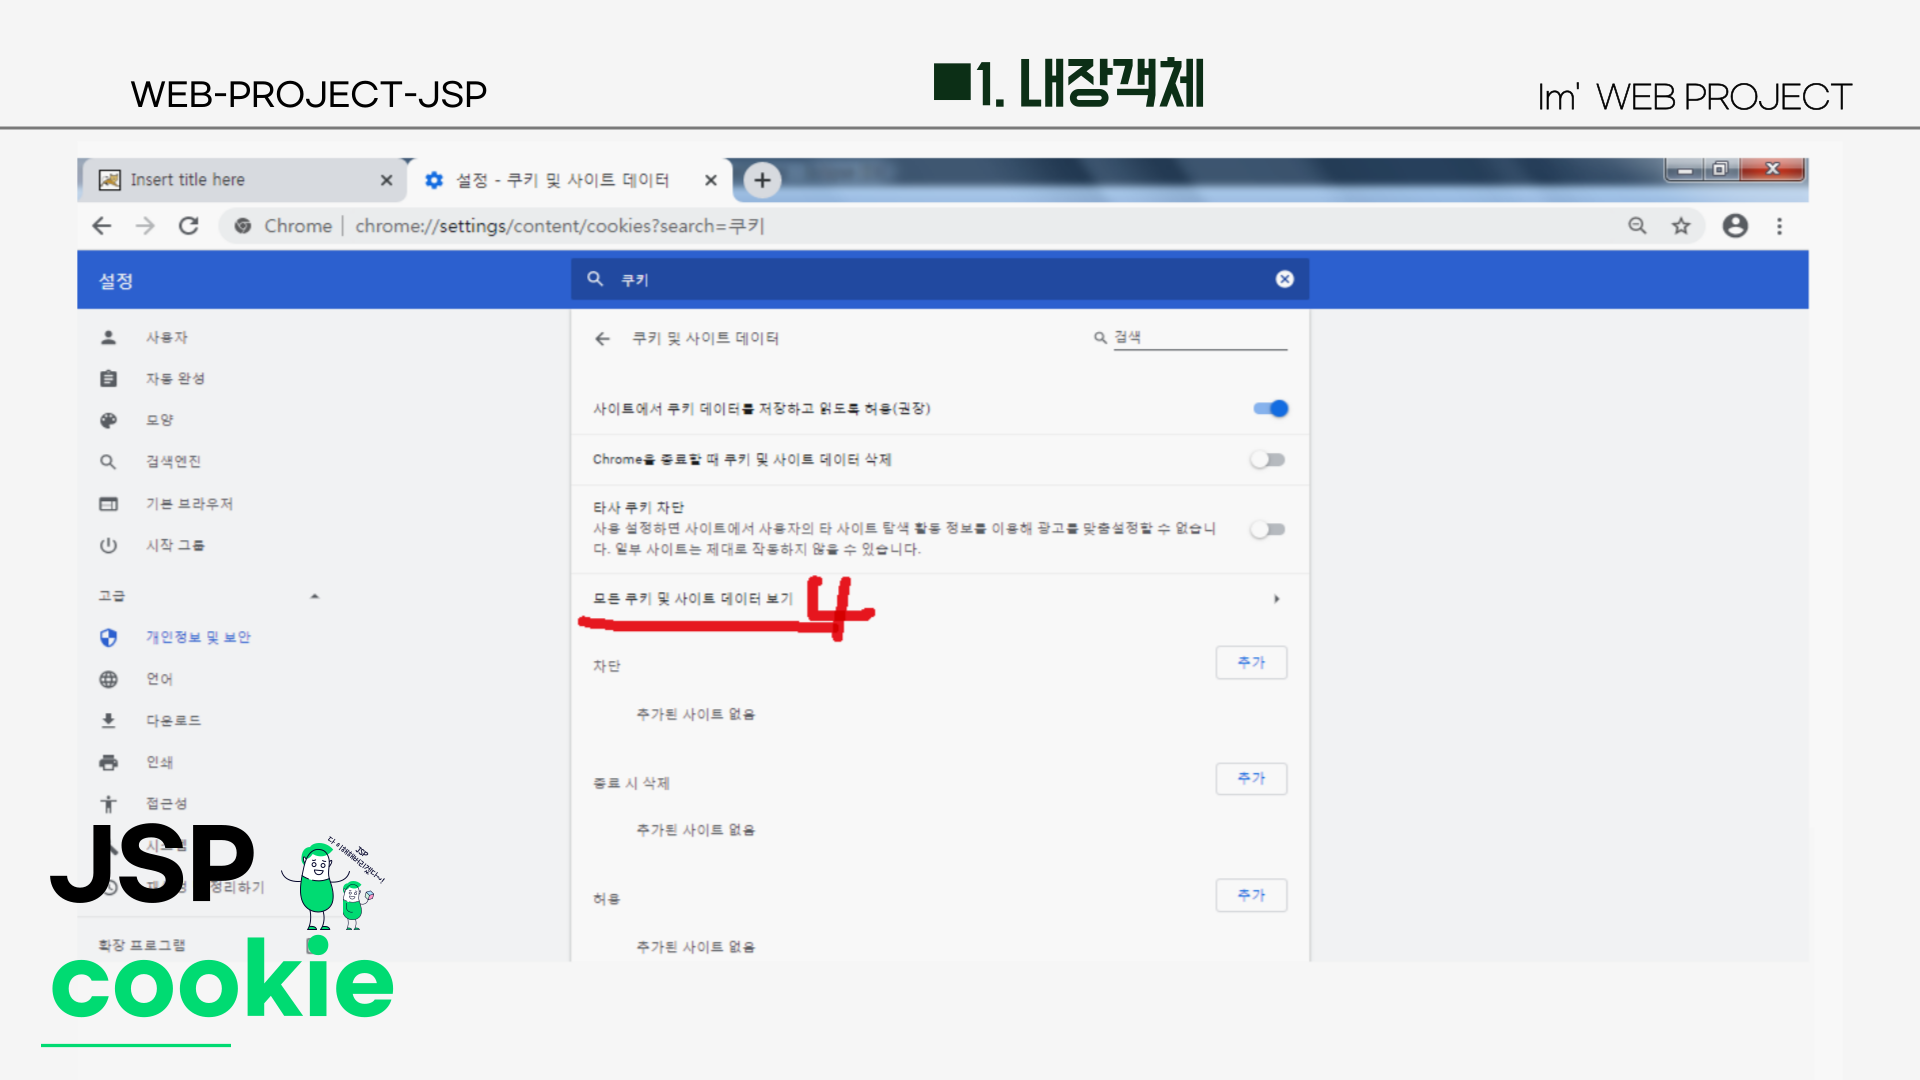 WEB-PROJECT-JSP
■1. 내장객체
Im' WEB PROJECT
Insert title here
설정 - 쿠키 및 사이트 데이터
Chrome | chrome://settings/content/cookies?search=쿠키
설정
쿠키
사용자
자동 완성
모양
검색엔진
기본 브라우저
시작 그룹
고급
개인정보 및 보안
언어
다운로드
인쇄
접근성
정리하기
확장 프로그램
쿠키 및 사이트 데이터
검색
사이트에서 쿠키 데이터를 저장하고 읽도록 허용(권장)
Chrome을 종료할 때 쿠키 및 사이트 데이터 삭제
타사 쿠키 차단
사용 설정하면 사이트에서 사용자의 타 사이트 탐색 활동 정보를 이용해 광고를 맞춤설정할 수 없습니
다. 일부 사이트는 제대로 작동하지 않을 수 있습니다.
모든 쿠키 및 사이트 데이터 보기
4
차단
추가
추가된 사이트 없음
종료 시 삭제
추가
추가된 사이트 없음
허용
추가
추가된 사이트 없음
JSP
JSP
cookie